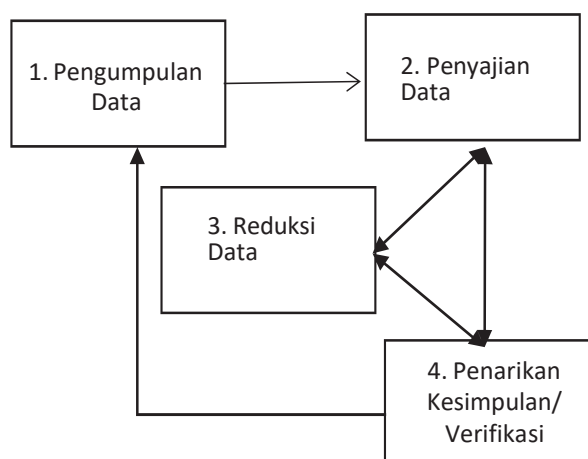 1. Pengumpulan
Data
2. Penyajian
Data
3. Reduksi
Data
4. Penarikan
Kesimpulan/
Verifikasi